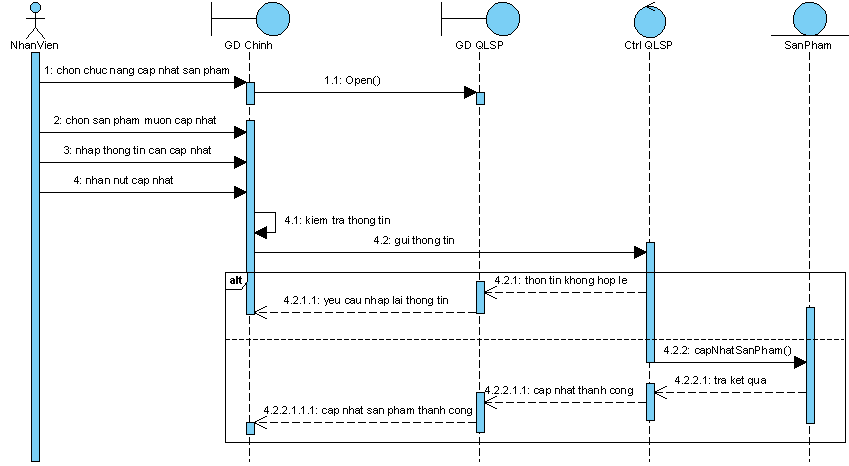 NhanVien
GD Chinh
GD QLSP
Ctrl QLSP
SanPham
1: chon chuc nang cap nhat san pham
1.1: Open()
2: chon san pham muon cap nhat
3: nhap thong tin can cap nhat
4: nhan nut cap nhat
4.1: kiem tra thong tin
4.2: gui thong tin
alt
4.2.1: thon tin khong hop le
4.2.1.1: yeu cau nhap lai thong tin
4.2.2: capNhatSanPham()
4.2.2.1: tra ket qua
4.2.2.1.1: cap nhat thanh cong
4.2.2.1.1.1: cap nhat san pham thanh cong